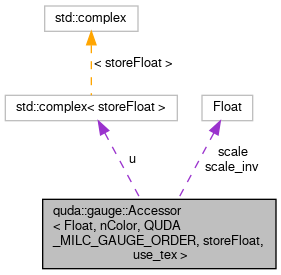 std::complex
< storeFloat >
std::complex< storeFloat >
Float
u
scale
scale_inv
quda::gauge::Accessor
< Float, nColor, QUDA
_MILC_GAUGE_ORDER, storeFloat,
use_tex >